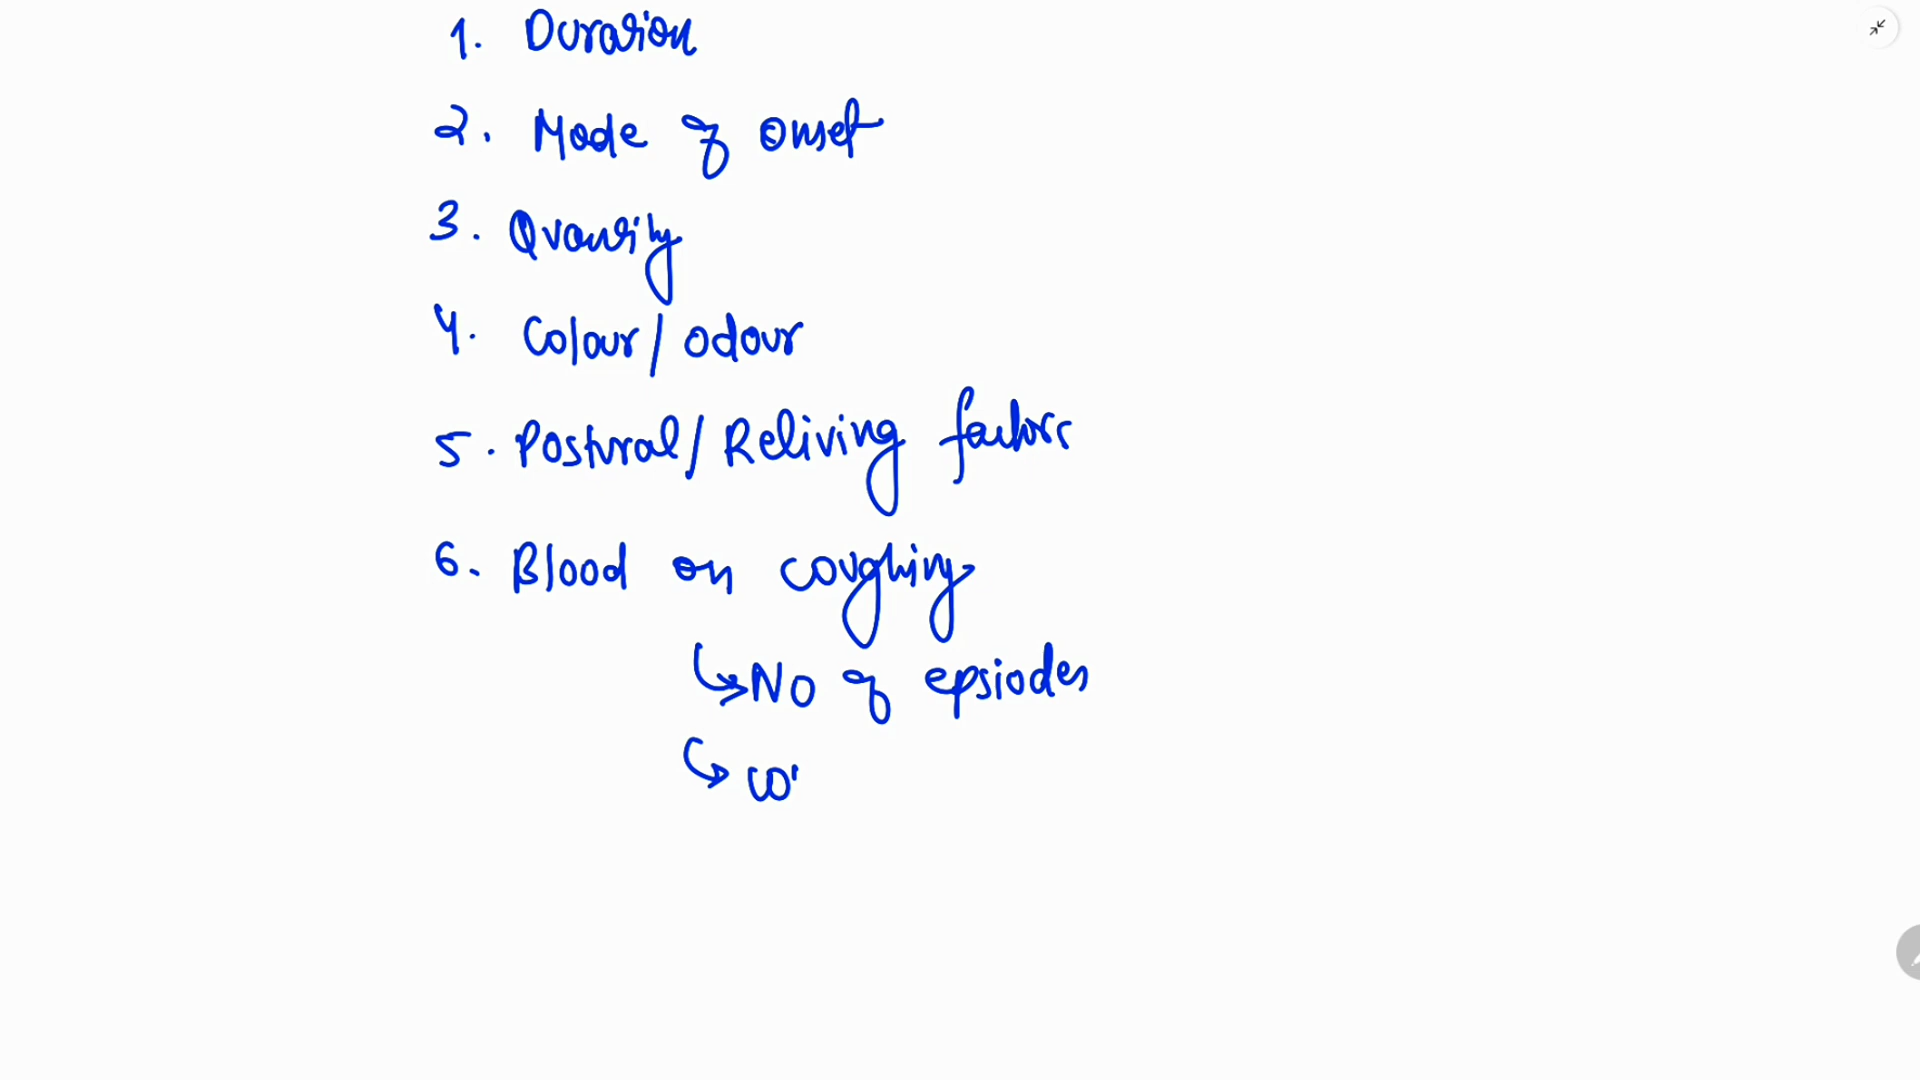 1. Duration
2. Mode of onset
3. Quantity
4. Colour/ odour
5. Postural/ Reliving factors
6. Blood on coughing
↳ No of epsiodes
↳